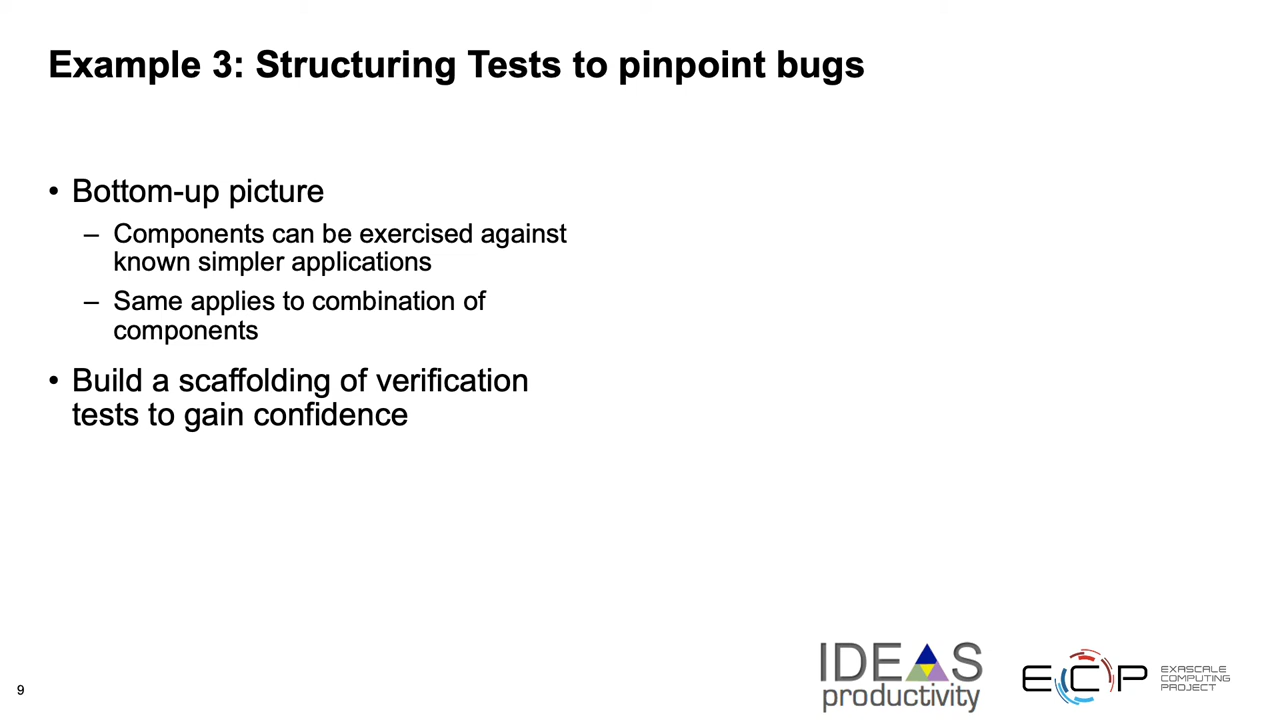 Example 3: Structuring Tests to pinpoint bugs
• Bottom-up picture
– Components can be exercised against
known simpler applications
– Same applies to combination of
components
• Build a scaffolding of verification
tests to gain confidence
9
IDEAS
productivity
ECP
EXASCALE
COMPUTING
PROJECT